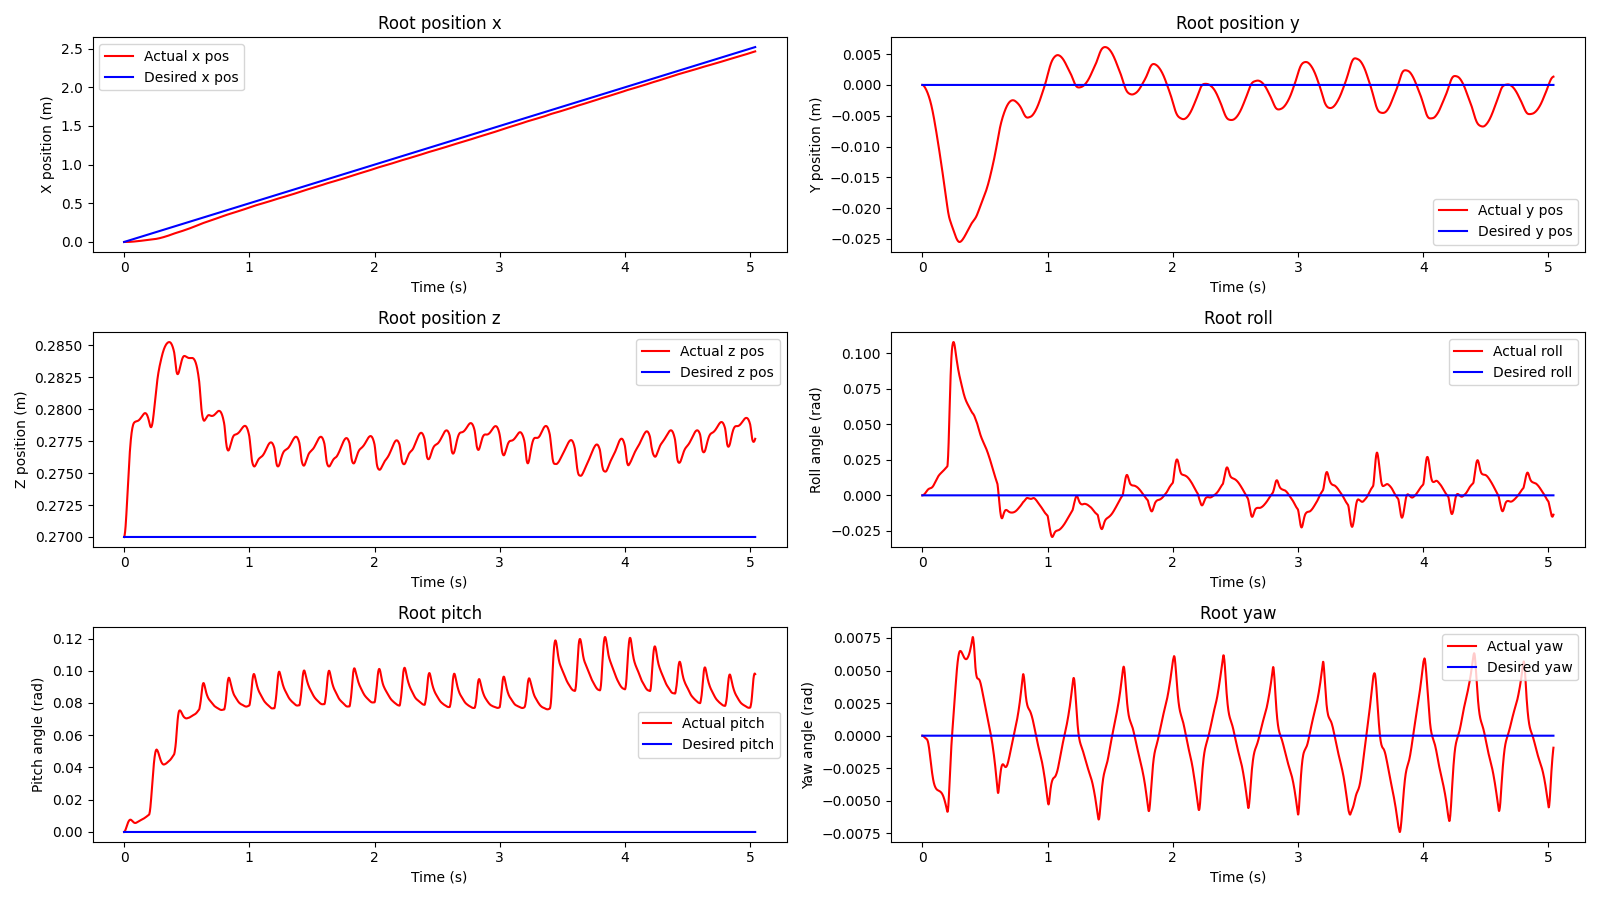 Root position x
X position (m)
2.5
2.0
1.5
1.0
0.5
0.0
Actual x pos
Desired x pos
0 1 2 3 4 5
Time (s)
Root position y
Y position (m)
0.005
0.000
−0.005
−0.010
−0.015
−0.020
−0.025
Actual y pos
Desired y pos
0 1 2 3 4 5
Time (s)
Root position z
Z position (m)
0.2850
0.2825
0.2800
0.2775
0.2750
0.2725
0.2700
Actual z pos
Desired z pos
0 1 2 3 4 5
Time (s)
Root roll
Roll angle (rad)
0.100
0.075
0.050
0.025
0.000
−0.025
Actual roll
Desired roll
0 1 2 3 4 5
Time (s)
Root pitch
Pitch angle (rad)
0.12
0.10
0.08
0.06
0.04
0.02
0.00
Actual pitch
Desired pitch
0 1 2 3 4 5
Time (s)
Root yaw
Yaw angle (rad)
0.0075
0.0050
0.0025
0.0000
−0.0025
−0.0050
−0.0075
Actual yaw
Desired yaw
0 1 2 3 4 5
Time (s)